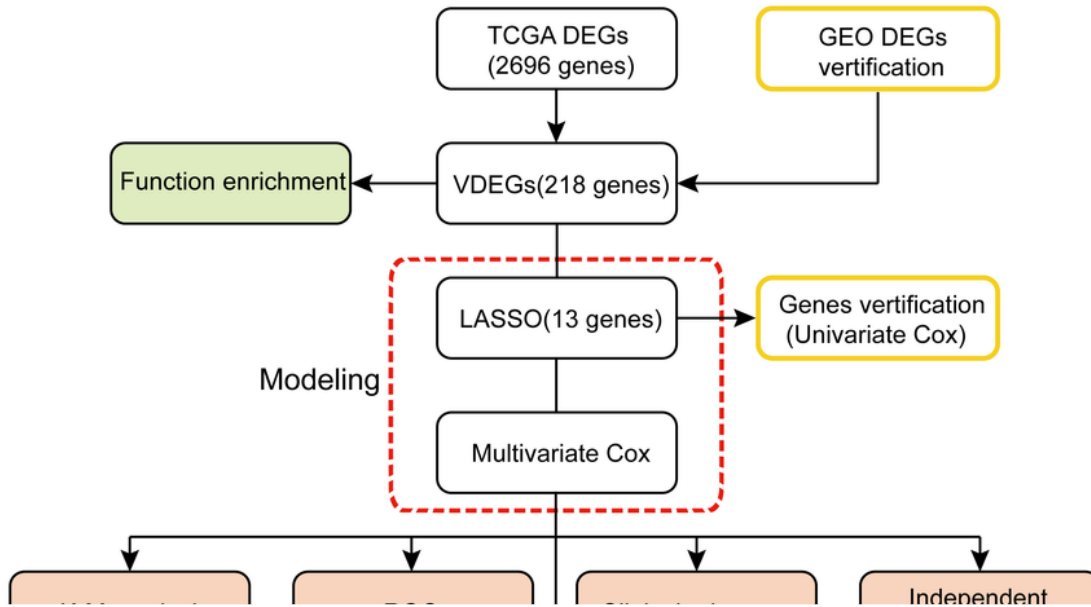 TCGA DEGs
(2696 genes)
GEO DEGs
vertification
Function enrichment
VDEGs(218 genes)
LASSO(13 genes)
Genes vertification
(Univariate Cox)
Modeling
Multivariate Cox
Independent